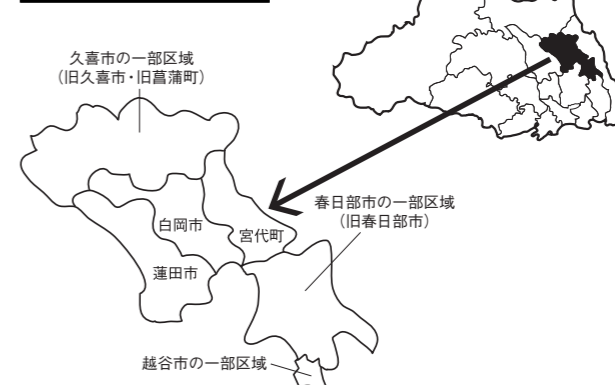 久喜市の一部区域
（旧久喜市・旧菖蒲町）
春日部市の一部区域
（旧春日部市）
白岡市
宮代町
蓮田市
越谷市の一部区域